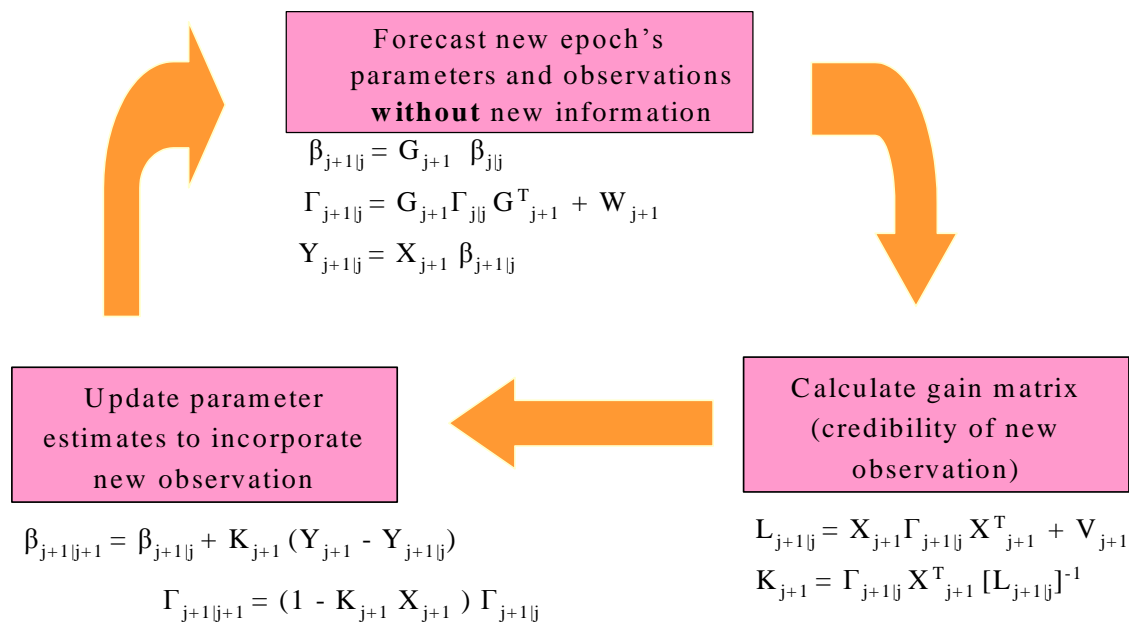 Forecast new epoch's
parameters and observations
without new information
β_{j+1|j} = G_{j+1} β_{j|j}
Γ_{j+1|j} = G_{j+1} Γ_{j|j} G^T_{j+1} + W_{j+1}
Y_{j+1|j} = X_{j+1} β_{j+1|j}
Calculate gain matrix
(credibility of new
observation)
L_{j+1|j} = X_{j+1} Γ_{j+1|j} X^T_{j+1} + V_{j+1}
K_{j+1} = Γ_{j+1|j} X^T_{j+1} [L_{j+1|j}]^{-1}
Update parameter
estimates to incorporate
new observation
β_{j+1|j+1} = β_{j+1|j} + K_{j+1} (Y_{j+1} - Y_{j+1|j})
Γ_{j+1|j+1} = (1 - K_{j+1} X_{j+1}) Γ_{j+1|j}